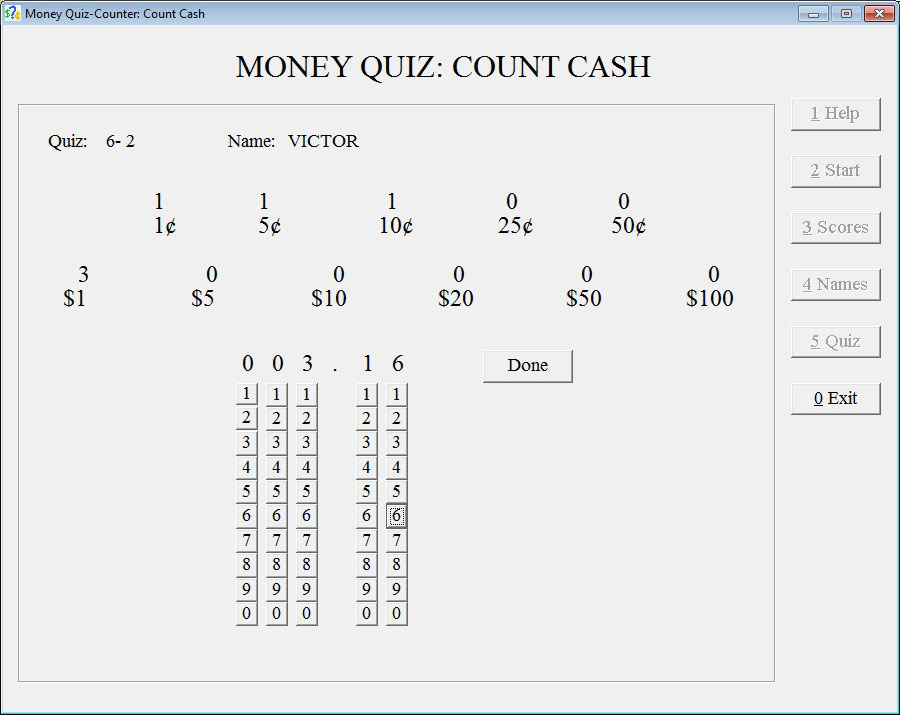 Money Quiz-Counter: Count Cash
MONEY QUIZ: COUNT CASH
Quiz: 6- 2 Name: VICTOR
1 1 1 0 0
1¢ 5¢ 10¢ 25¢ 50¢
3 0 0 0 0 0
$1 $5 $10 $20 $50 $100
0 0 3 . 1 6 Done
1 1 1 1 1
2 2 2 2 2
3 3 3 3 3
4 4 4 4 4
5 5 5 5 5
6 6 6 6 6
7 7 7 7 7
8 8 8 8 8
9 9 9 9 9
0 0 0 0 0
1 Help
2 Start
3 Scores
4 Names
5 Quiz
0 Exit